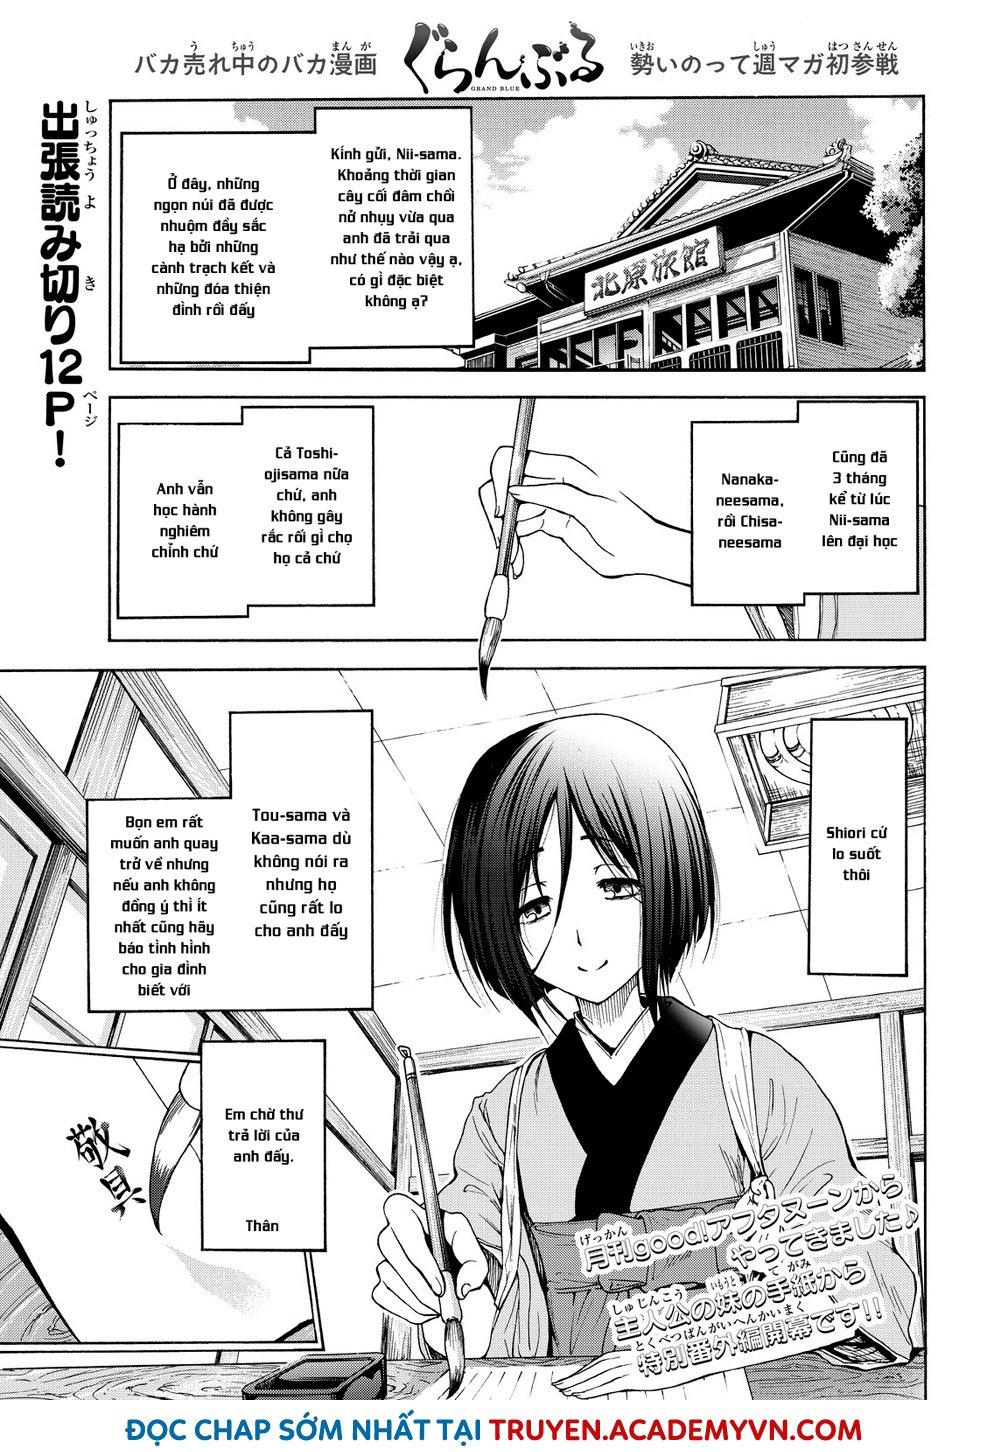 バカ売れ中のバカ漫画
ぐらんぶる
GRAND BLUE
勢いのって週マガ初参戦
出張読み切り12P!
Kính gửi, Nii-sama.
Khoảng thời gian
cây cối đâm chồi
nở nhụy vừa qua
anh đã trải qua
như thế nào vậy ạ,
có gì đặc biệt
không ạ?
Ở đây, những
ngọn núi đã được
nhuộm đầy sắc
hạ bởi những
cành trạch kết và
những đóa thiện
đình rồi đấy
北原旅館
Cũng đã
3 tháng
kể từ lúc
Nii-sama
lên đại học
Nanaka-
neesama,
rồi Chisa-
neesama
Cả Toshi-
ojisama nữa
chứ, anh
không gây
rắc rối gì cho
họ cả chứ
Anh vẫn
học hành
nghiêm
chỉnh chứ
Shiori cứ
lo suốt
thôi
Tou-sama và
Kaa-sama dù
không nói ra
nhưng họ
cũng rất lo
cho anh đấy
Bọn em rất
muốn anh quay
trở về nhưng
nếu anh không
đồng ý thì ít
nhất cũng hãy
báo tình hình
cho gia đình
biết với
Em chờ thư
trả lời của
anh đấy.
Thân
敬具
月刊good!アフタヌーンから
やってきました♪
主人公の妹の手紙から
特別番外編開幕です!!
ĐỌC CHAP SỚM NHẤT TẠI TRUYEN.ACADEMYVN.COM